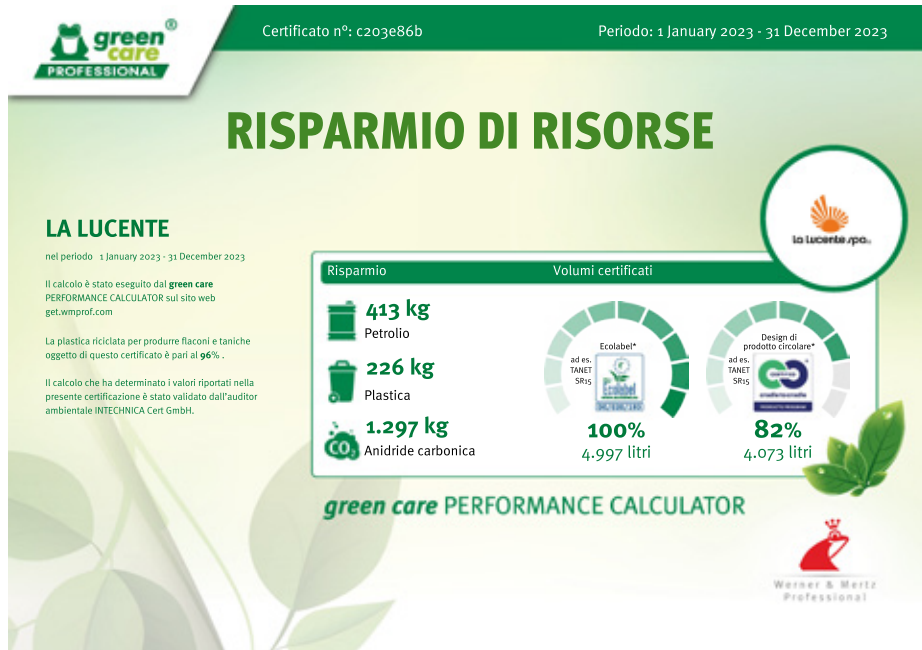 green care®
PROFESSIONAL
Certificato n°: c203e86b
Periodo: 1 January 2023 - 31 December 2023
RISPARMIO DI RISORSE
la lucente spa
LA LUCENTE
nel periodo 1 January 2023 - 31 December 2023
Il calcolo è stato eseguito dal green care
PERFORMANCE CALCULATOR sul sito web
get.wmprof.com
La plastica riciclata per produrre flaconi e taniche
oggetto di questo certificato è pari al 96% .
Il calcolo che ha determinato i valori riportati nella
presente certificazione è stato validato dall'auditor
ambientale INTECHNICA Cert GmbH.
Risparmio
Volumi certificati
413 kg
Petrolio
226 kg
Plastica
CO2
1.297 kg
Anidride carbonica
Ecolabel*
ad es.
TANET
SR15
Ecolabel
100%
4.997 litri
Design di
prodotto circolare*
ad es.
TANET
SR15
82%
4.073 litri
green care PERFORMANCE CALCULATOR
Werner & Mertz
Professional